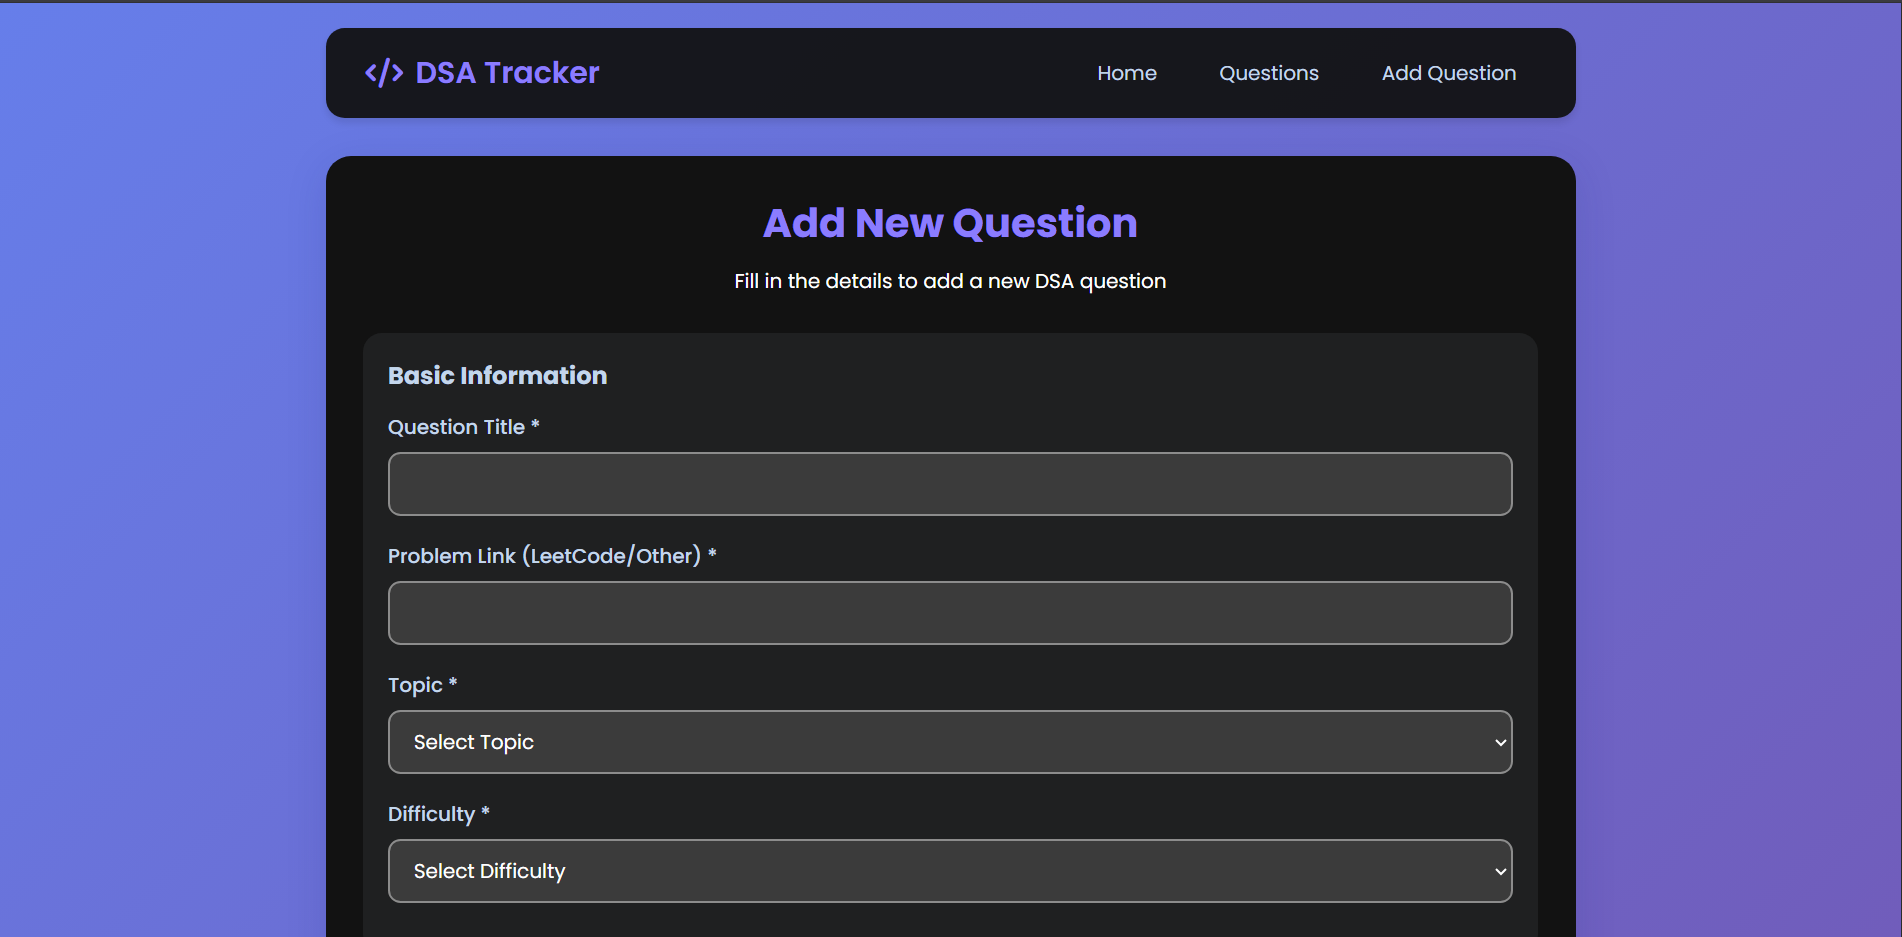 </> DSA Tracker
Home
Questions
Add Question
Add New Question
Fill in the details to add a new DSA question
Basic Information
Question Title *
Problem Link (LeetCode/Other) *
Topic *
Select Topic
Difficulty *
Select Difficulty